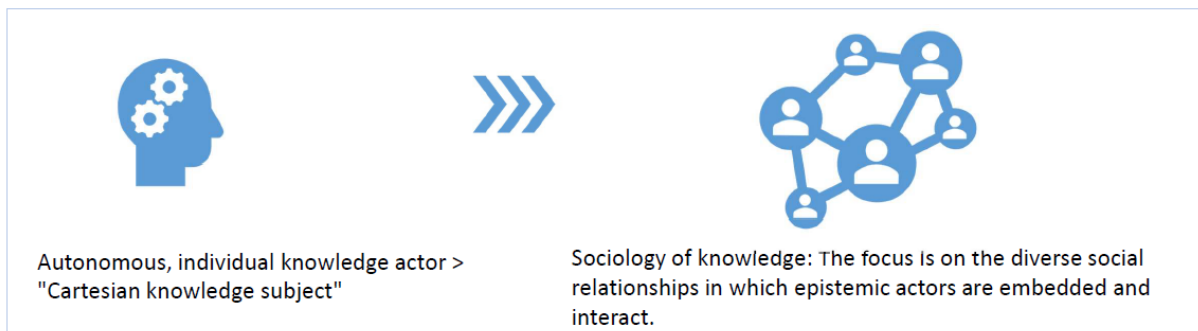 Autonomous, individual knowledge actor >
"Cartesian knowledge subject"
Sociology of knowledge: The focus is on the diverse social
relationships in which epistemic actors are embedded and
interact.